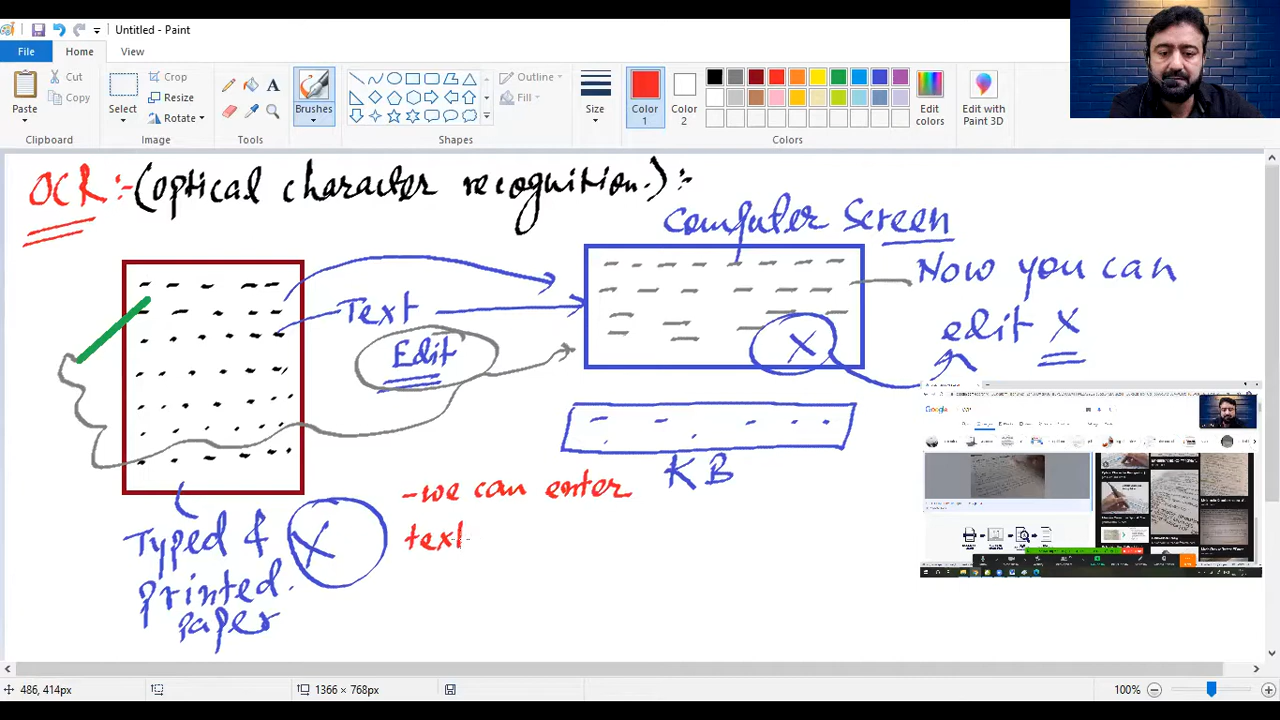 Untitled - Paint
File
Home
View
Paste
Cut
Copy
Clipboard
Select
Crop
Resize
Rotate
Image
Tools
Brushes
Shapes
Outline
Fill
Size
Color 1
Color 2
Edit colors
Edit with Paint 3D
Colors
OCR :- (optical character recognition.) :-
Computer Screen
Now you can
edit X
Text
Edit
X
KB
-we can enter
text
Typed &
printed
paper
X
Google
486, 414px
1366 × 768px
100%